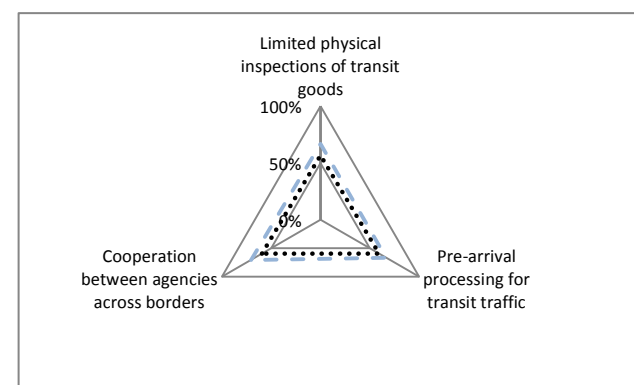 Limited physical
inspections of transit
goods
100%
50%
0%
Cooperation
between agencies
across borders
Pre-arrival
processing for
transit traffic